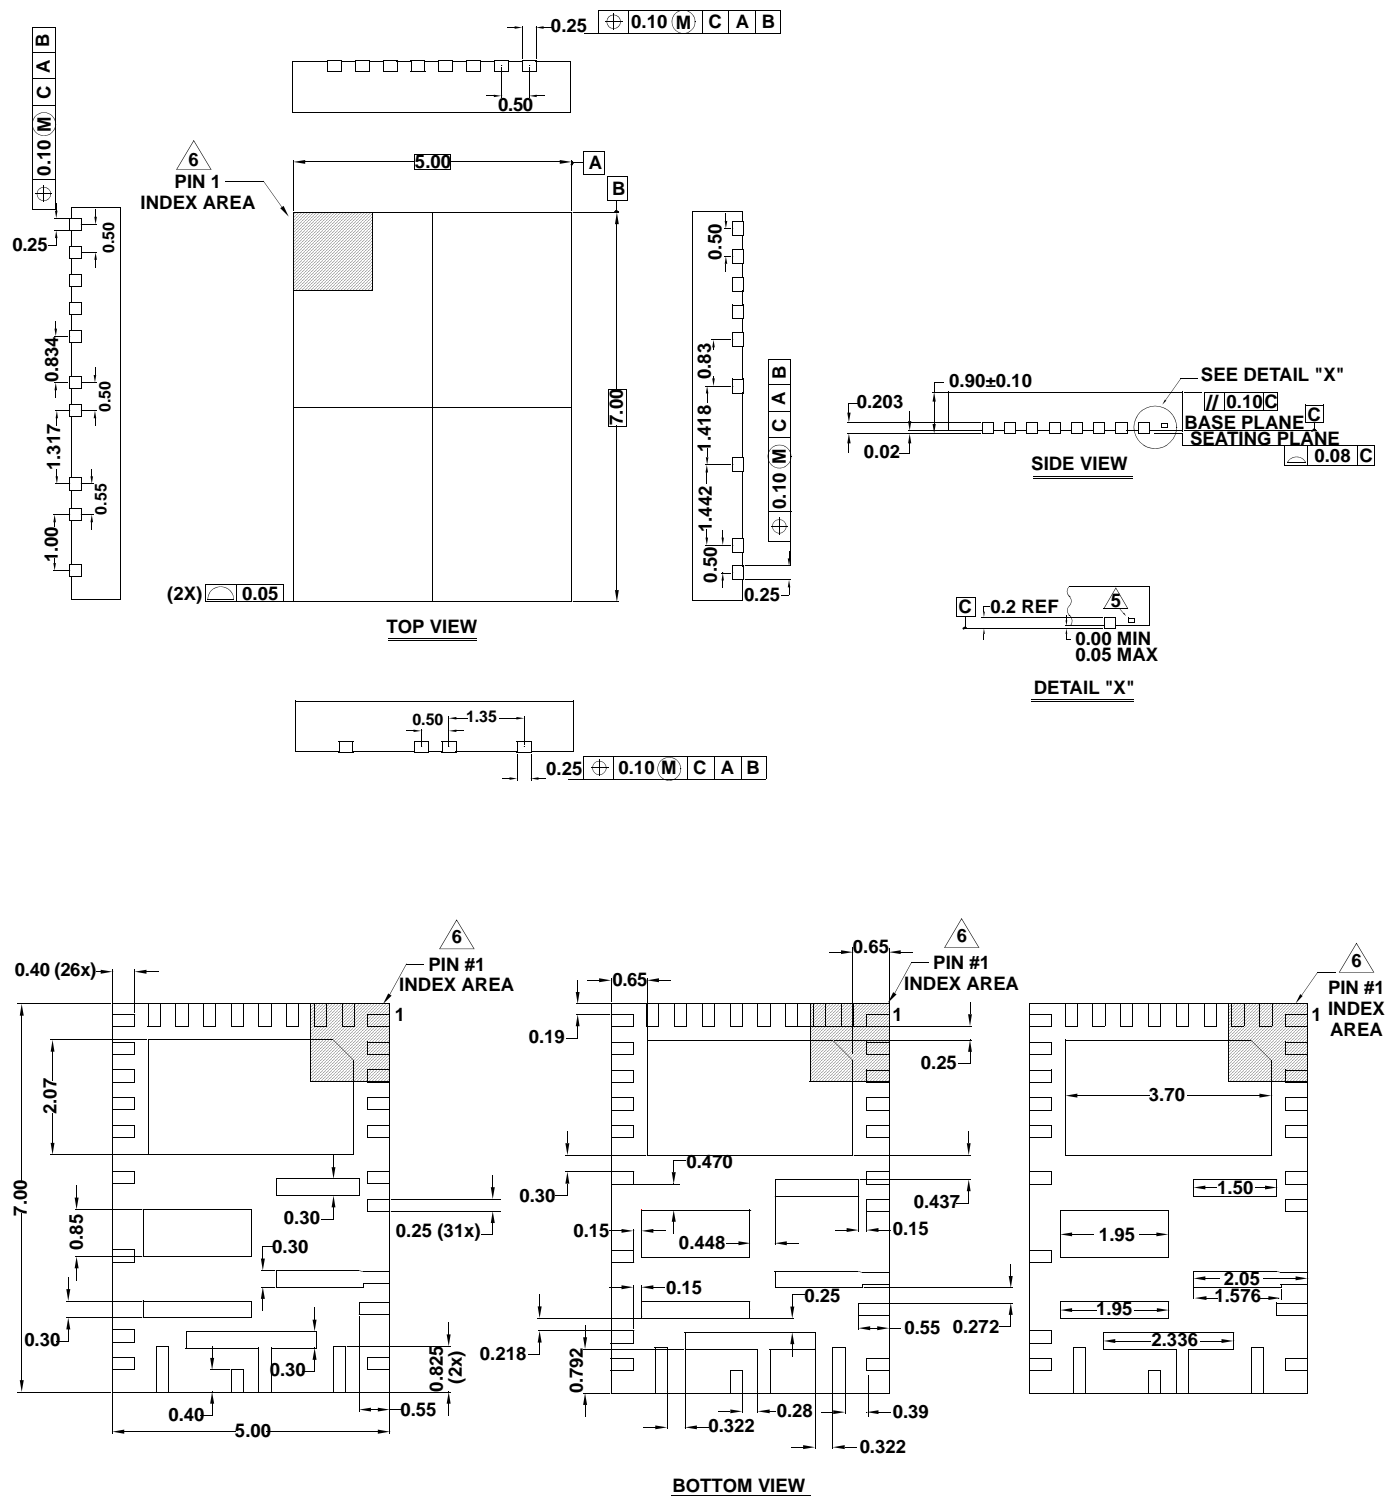 0.25 ⌖ 0.10 Ⓜ C A B
0.50
⌖ 0.10 Ⓜ C A B
0.25
0.50
0.834
0.50
1.317
0.55
1.00
6
PIN 1
INDEX AREA
5.00
A
B
7.00
(2X) ⌓ 0.05
TOP VIEW
0.50
0.83
1.418
1.442
0.50
0.25
⌖ 0.10 Ⓜ C A B
0.90±0.10
0.203
0.02
SEE DETAIL "X"
// 0.10 C
C
BASE PLANE
SEATING PLANE
⌓ 0.08 C
SIDE VIEW
C
0.2 REF
5
0.00 MIN
0.05 MAX
DETAIL "X"
0.50
1.35
0.25 ⌖ 0.10 Ⓜ C A B
6
PIN #1
INDEX AREA
0.40 (26x)
1
2.07
7.00
0.85
0.30
0.25 (31x)
0.30
0.30
0.30
0.825
(2x)
0.40
0.55
5.00
6
PIN #1
INDEX AREA
0.65
0.65
1
0.19
0.25
0.470
0.30
0.437
0.15
0.448
0.15
0.15
0.25
0.55
0.272
0.218
0.792
0.28
0.39
0.322
0.322
BOTTOM VIEW
6
PIN #1
INDEX
AREA
1
3.70
1.50
1.95
2.05
1.576
1.95
2.336